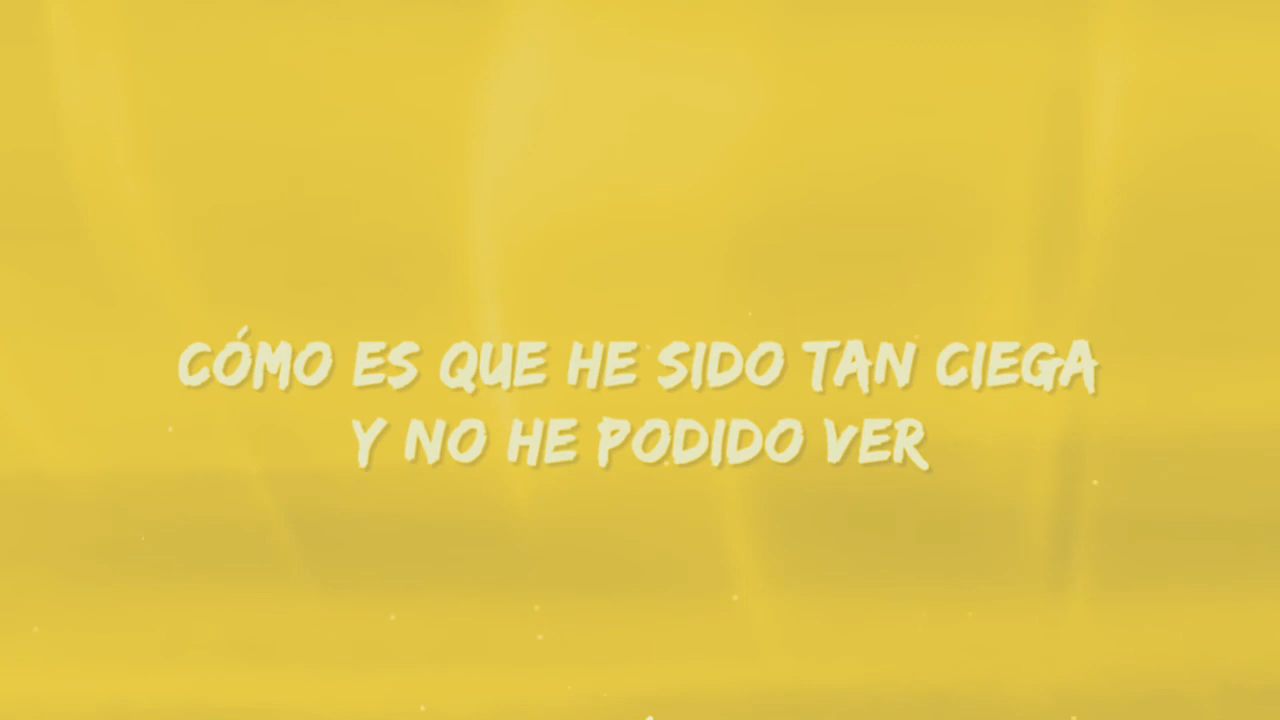 CÓMO ES QUE HE SIDO TAN CIEGA
Y NO HE PODIDO VER